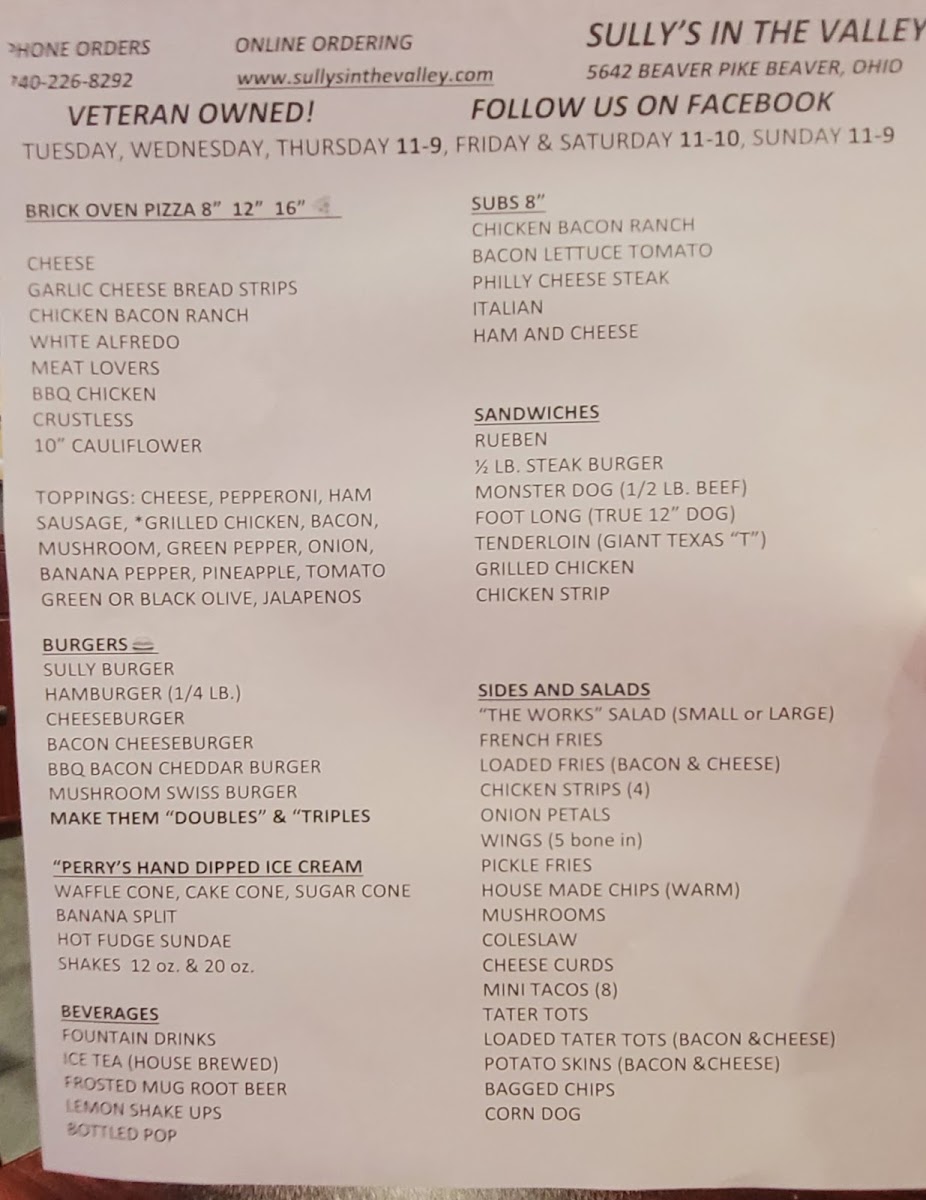 PHONE ORDERS
740-226-8292
ONLINE ORDERING
www.sullysinthevalley.com
SULLY'S IN THE VALLEY
5642 BEAVER PIKE BEAVER, OHIO
VETERAN OWNED!
FOLLOW US ON FACEBOOK
TUESDAY, WEDNESDAY, THURSDAY 11-9, FRIDAY & SATURDAY 11-10, SUNDAY 11-9
BRICK OVEN PIZZA 8" 12" 16"
CHEESE
GARLIC CHEESE BREAD STRIPS
CHICKEN BACON RANCH
WHITE ALFREDO
MEAT LOVERS
BBQ CHICKEN
CRUSTLESS
10" CAULIFLOWER
TOPPINGS: CHEESE, PEPPERONI, HAM
SAUSAGE, *GRILLED CHICKEN, BACON,
MUSHROOM, GREEN PEPPER, ONION,
BANANA PEPPER, PINEAPPLE, TOMATO
GREEN OR BLACK OLIVE, JALAPENOS
BURGERS
SULLY BURGER
HAMBURGER (1/4 LB.)
CHEESEBURGER
BACON CHEESEBURGER
BBQ BACON CHEDDAR BURGER
MUSHROOM SWISS BURGER
MAKE THEM "DOUBLES" & "TRIPLES
"PERRY'S HAND DIPPED ICE CREAM
WAFFLE CONE, CAKE CONE, SUGAR CONE
BANANA SPLIT
HOT FUDGE SUNDAE
SHAKES 12 oz. & 20 oz.
BEVERAGES
FOUNTAIN DRINKS
ICE TEA (HOUSE BREWED)
FROSTED MUG ROOT BEER
LEMON SHAKE UPS
BOTTLED POP
SUBS 8"
CHICKEN BACON RANCH
BACON LETTUCE TOMATO
PHILLY CHEESE STEAK
ITALIAN
HAM AND CHEESE
SANDWICHES
RUEBEN
½ LB. STEAK BURGER
MONSTER DOG (1/2 LB. BEEF)
FOOT LONG (TRUE 12" DOG)
TENDERLOIN (GIANT TEXAS "T")
GRILLED CHICKEN
CHICKEN STRIP
SIDES AND SALADS
"THE WORKS" SALAD (SMALL or LARGE)
FRENCH FRIES
LOADED FRIES (BACON & CHEESE)
CHICKEN STRIPS (4)
ONION PETALS
WINGS (5 bone in)
PICKLE FRIES
HOUSE MADE CHIPS (WARM)
MUSHROOMS
COLESLAW
CHEESE CURDS
MINI TACOS (8)
TATER TOTS
LOADED TATER TOTS (BACON &CHEESE)
POTATO SKINS (BACON &CHEESE)
BAGGED CHIPS
CORN DOG